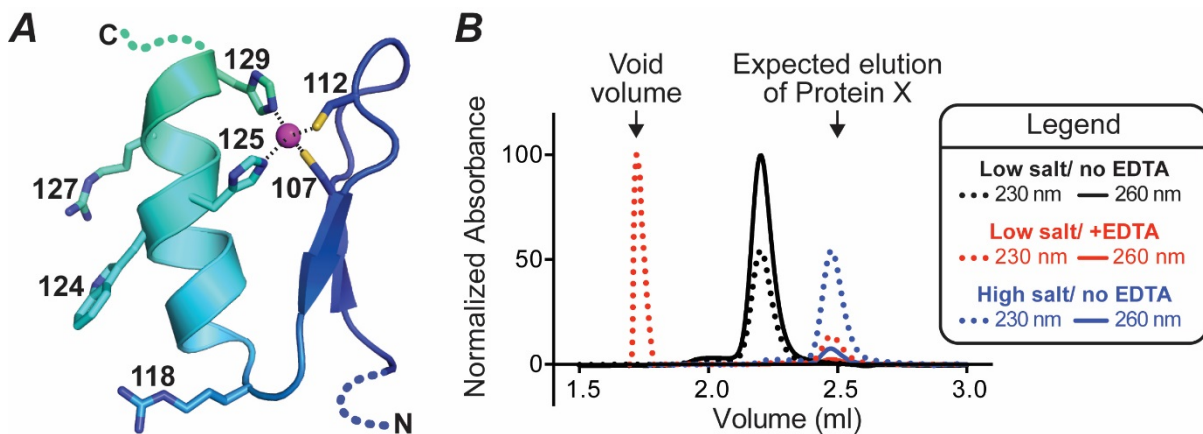 A
C
129
112
125
107
127
124
118
N
B
Void
volume
Expected elution
of Protein X
Normalized Absorbance
100
50
0
1.5 2.0 2.5 3.0
Volume (ml)
Legend
Low salt/ no EDTA
230 nm 260 nm
Low salt/ +EDTA
230 nm 260 nm
High salt/ no EDTA
230 nm 260 nm